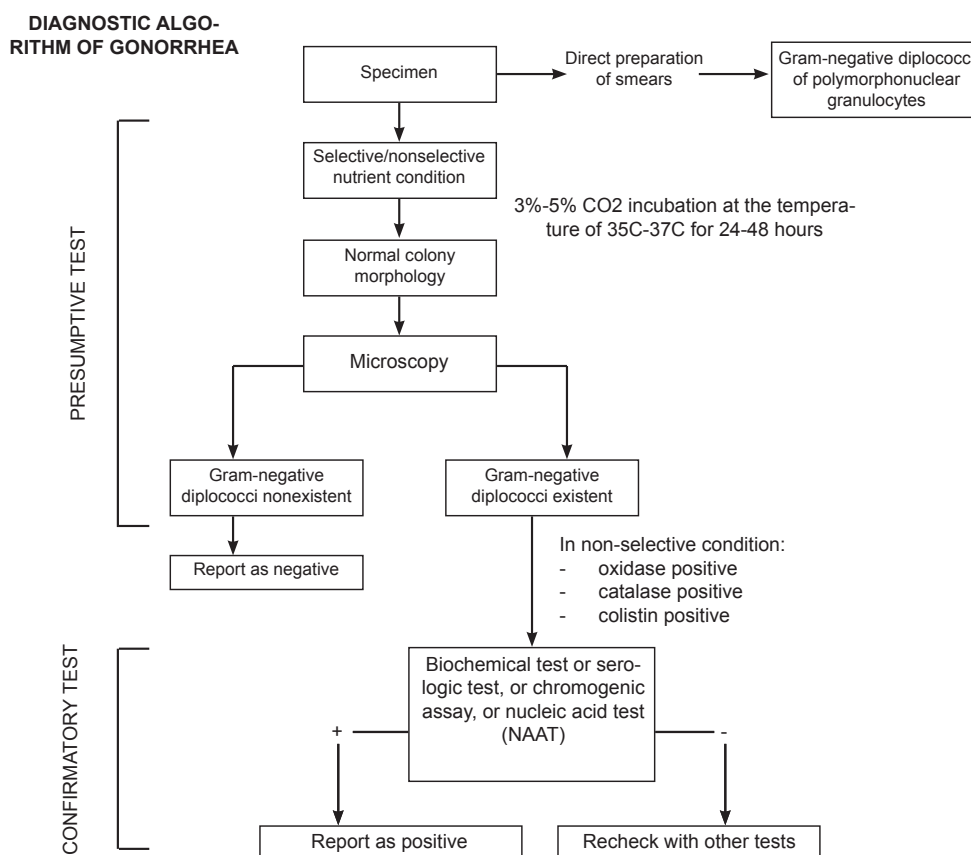 DIAGNOSTIC ALGO-
RITHM OF GONORRHEA
Specimen
Direct preparation
of smears
Gram-negative diplococci
of polymorphonuclear
granulocytes
PRESUMPTIVE TEST
Selective/nonselective
nutrient condition
3%-5% CO2 incubation at the tempera-
ture of 35C-37C for 24-48 hours
Normal colony
morphology
Microscopy
Gram-negative
diplococci nonexistent
Gram-negative
diplococci existent
Report as negative
In non-selective condition:
- oxidase positive
- catalase positive
- colistin positive
CONFIRMATORY TEST
Biochemical test or sero-
logic test, or chromogenic
assay, or nucleic acid test
(NAAT)
+
-
Report as positive
Recheck with other tests